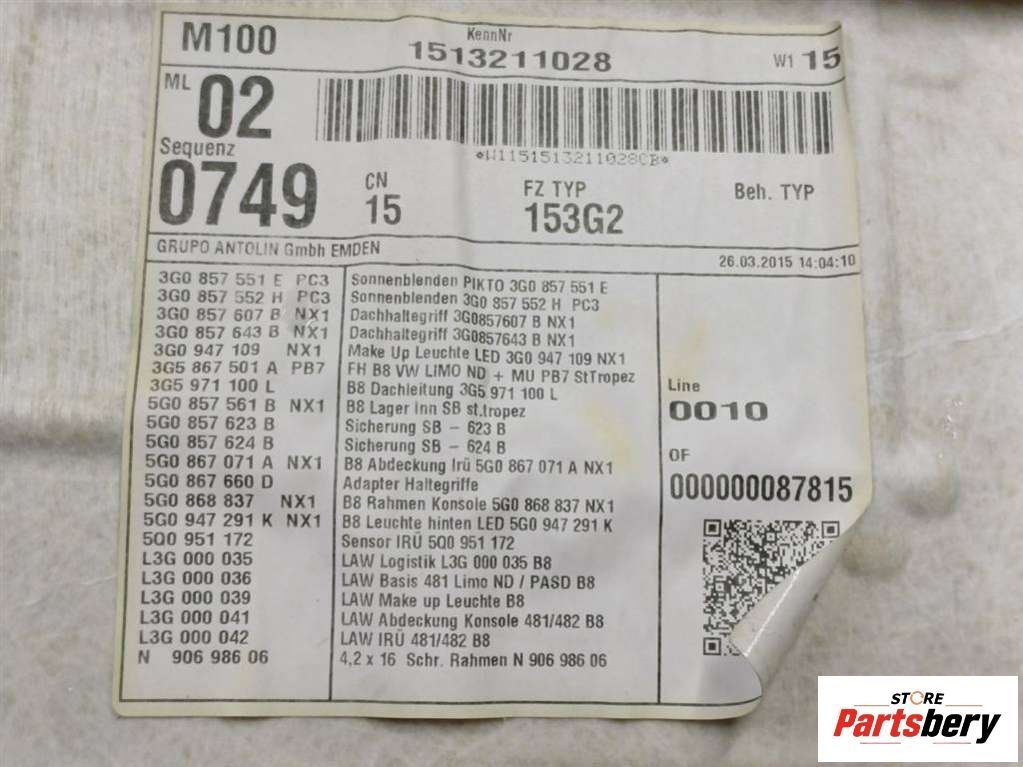 M100 KennNr 1513211028 W1 15
ML 02
*W1151513211028CB*
Sequenz 0749 CN 15 FZ TYP 153G2 Beh. TYP
GRUPO ANTOLIN Gmbh EMDEN 26.03.2015 14:04:10
3G0 857 551 E PC3 Sonnenblenden PIKTO 3G0 857 551 E
3G0 857 552 H PC3 Sonnenblenden 3G0 857 552 H PC3
3G0 857 607 B NX1 Dachhaltegriff 3G0857607 B NX1
3G0 857 643 B NX1 Dachhaltegriff 3G0857643 B NX1
3G0 947 109 NX1 Make Up Leuchte LED 3G0 947 109 NX1
3G5 867 501 A PB7 FH B8 VW LIMO ND + MU PB7 StTropez
3G5 971 100 L B8 Dachleitung 3G5 971 100 L
5G0 857 561 B NX1 B8 Lager Inn SB st.tropez
5G0 857 623 B Sicherung SB - 623 B
5G0 857 624 B Sicherung SB - 624 B
5G0 867 071 A NX1 B8 Abdeckung Irü 5G0 867 071 A NX1
5G0 867 660 D Adapter Haltegriffe
5G0 868 837 NX1 B8 Rahmen Konsole 5G0 868 837 NX1
5G0 947 291 K NX1 B8 Leuchte hinten LED 5G0 947 291 K
5Q0 951 172 Sensor IRÜ 5Q0 951 172
L3G 000 035 LAW Logistik L3G 000 035 B8
L3G 000 036 LAW Basis 481 Limo ND / PASD B8
L3G 000 039 LAW Make up Leuchte B8
L3G 000 041 LAW Abdeckung Konsole 481/482 B8
L3G 000 042 LAW IRÜ 481/482 B8
N 906 986 06 4,2 x 16 Schr. Rahmen N 906 986 06
Line
0010
OF
000000087815
STORE
Partsbery